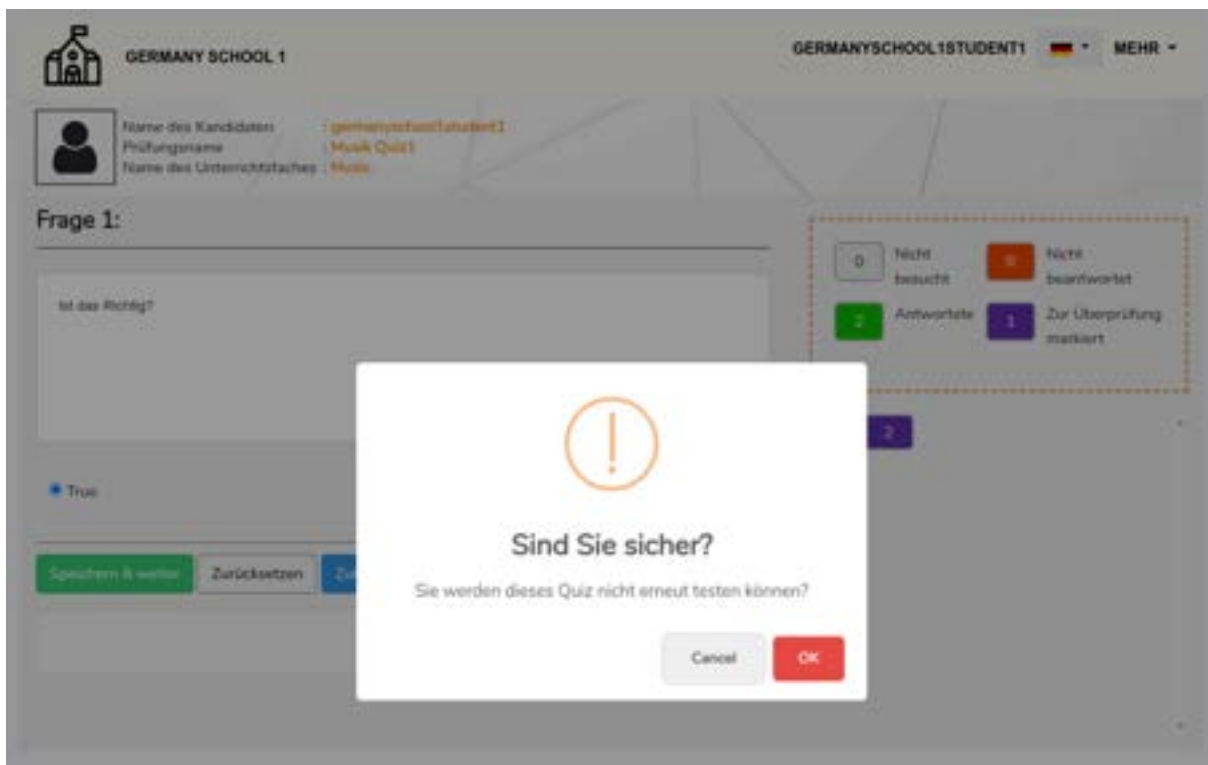 GERMANY SCHOOL 1
GERMANYSCHOOL1STUDENT1
MEHR
Name des Kandidaten : germanyschool1student1
Prüfungsname : Musik Quiz1
Name des Unterrichtsfaches : Music
Frage 1:
0 Nicht besucht
0 Nicht beantwortet
2 Antwortete
1 Zur Überprüfung markiert
Ist das Richtig?
2
True
Speichern & weiter
Zurücksetzen
Sind Sie sicher?
Sie werden dieses Quiz nicht erneut testen können?
Cancel
OK